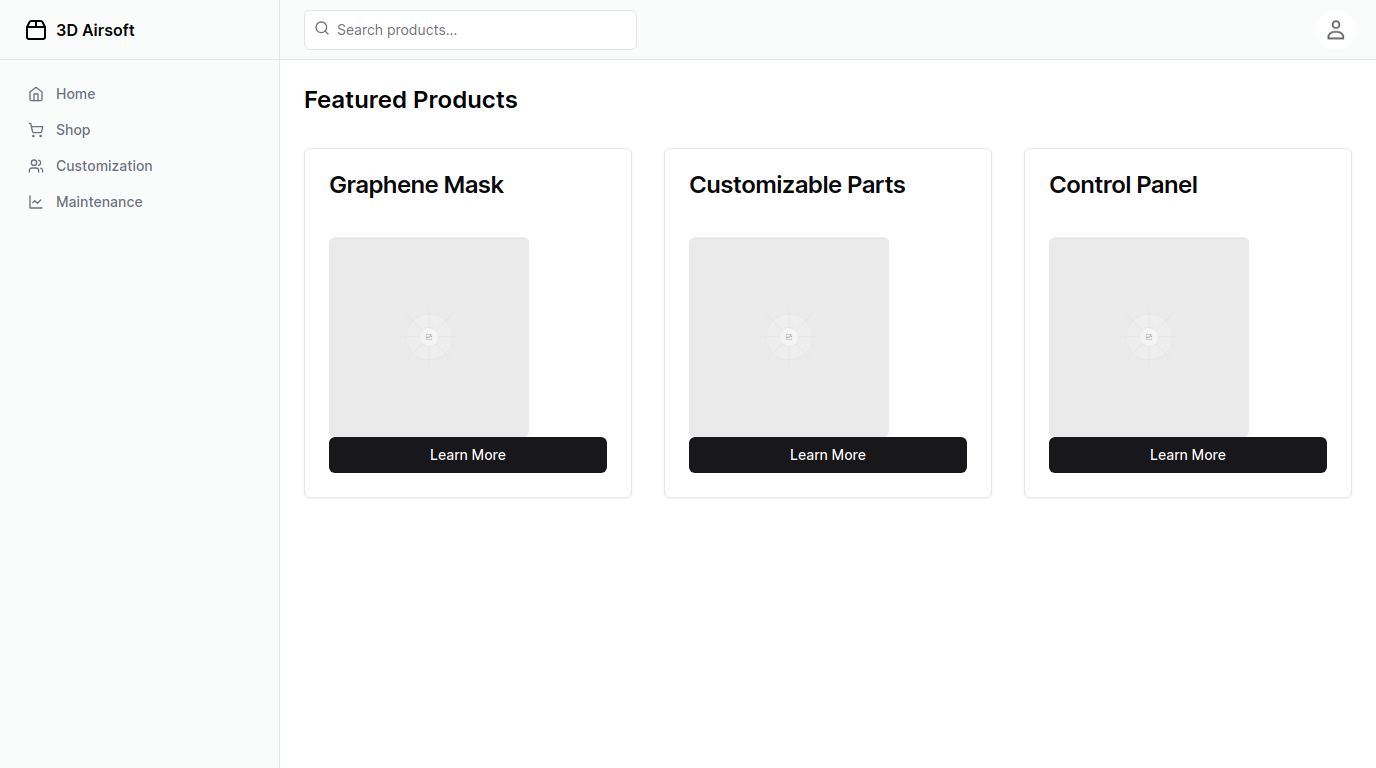 3D Airsoft
Search products...
Home
Shop
Customization
Maintenance
Featured Products
Graphene Mask
Learn More
Customizable Parts
Learn More
Control Panel
Learn More